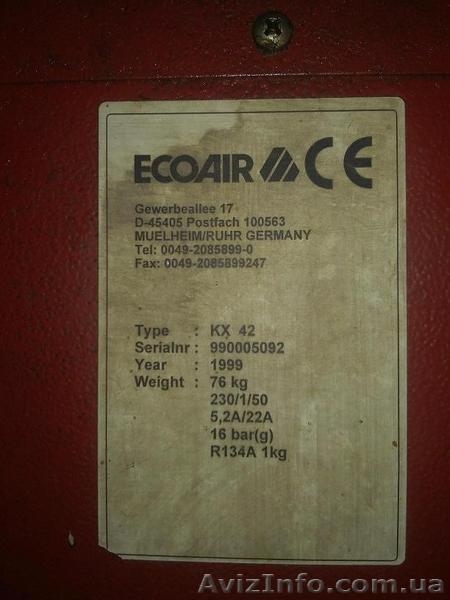 ECOAIR CE
Gewerbeallee 17
D-45405 Postfach 100563
MUELHEIM/RUHR GERMANY
Tel: 0049-2085899-0
Fax: 0049-2085899247
Type : KX 42
Serialnr : 990005092
Year : 1999
Weight : 76 kg
230/1/50
5,2A/22A
16 bar(g)
R134A 1kg
AvizInfo.com.ua